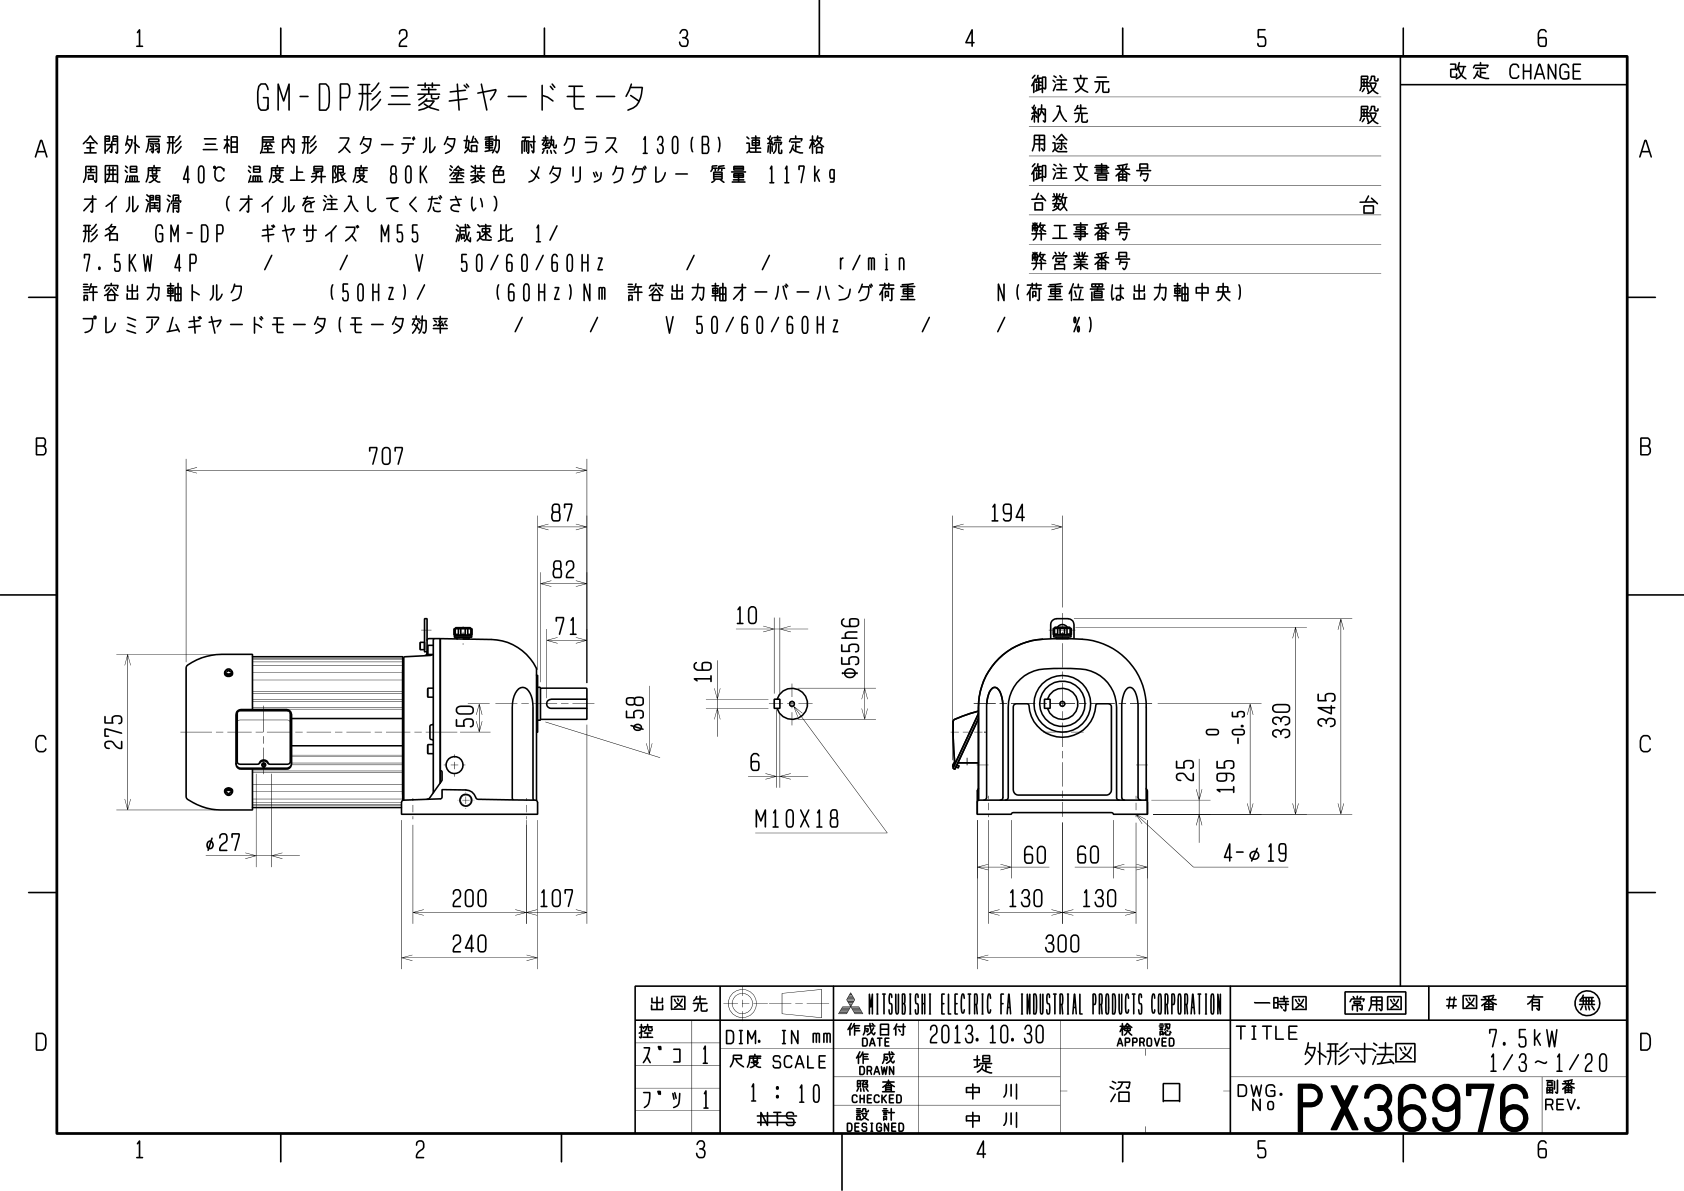 1 2 3 4 5 6
改定 CHANGE
GM-DP形三菱ギヤードモータ
全閉外扇形 三相 屋内形 スターデルタ始動 耐熱クラス 130(B) 連続定格
周囲温度 40℃ 温度上昇限度 80K 塗装色 メタリックグレー 質量 117kg
オイル潤滑 (オイルを注入してください)
形名 GM-DP ギヤサイズ M55 減速比 1/
7.5KW 4P / / V 50/60/60Hz / / r/min
許容出力軸トルク (50Hz)/ (60Hz)Nm 許容出力軸オーバーハング荷重 N(荷重位置は出力軸中央)
プレミアムギヤードモータ(モータ効率 / / V 50/60/60Hz / / %)
御注文元 殿
納入先 殿
用途
御注文書番号
台数 台
弊工事番号
弊営業番号
A A
B B
C C
D D
707
87
82
71
275
50
ϕ58
ϕ27
200 107
240
10
16
Φ55h6
6
M10X18
194
345
330
0
-0.5
195
25
60 60
4-ϕ19
130 130
300
出図先
控
ズコ 1
ブツ 1
DIM. IN mm
尺度 SCALE
1 : 10
NTS
MITSUBISHI ELECTRIC FA INDUSTRIAL PRODUCTS CORPORATION
作成日付 DATE 2013.10.30
作成 DRAWN 堤
照査 CHECKED 中川
設計 DESIGNED 中川
検認 APPROVED
沼口
一時図 常用図 #図番 有 無
TITLE
外形寸法図
7.5kW
1/3~1/20
DWG. No PX36976
副番 REV.
1 2 3 4 5 6